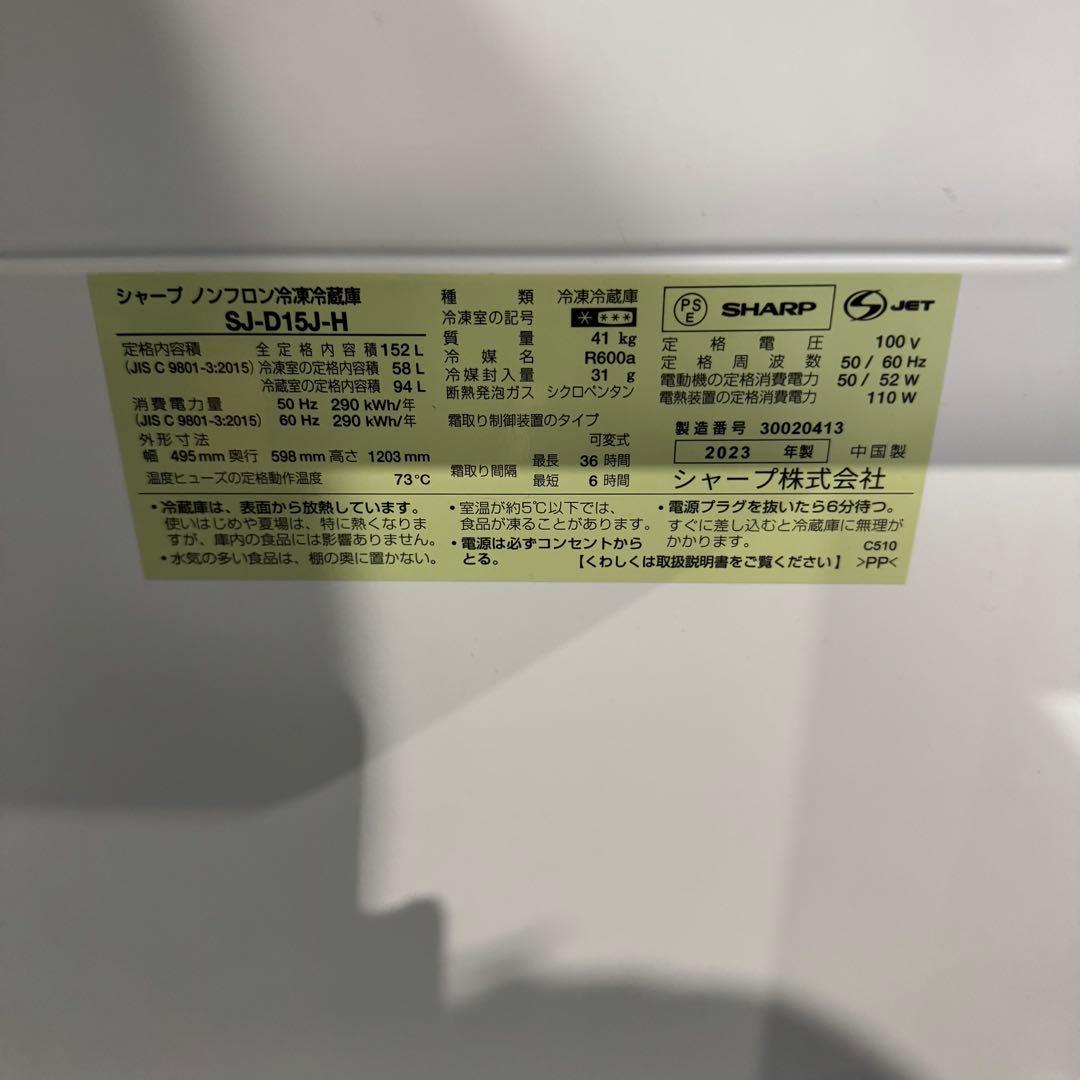 シャープ ノンフロン冷凍冷蔵庫
SJ-D15J-H
定格内容積 全定格内容積 152 L
(JIS C 9801-3:2015) 冷凍室の定格内容積 58 L
冷蔵室の定格内容積 94 L
消費電力量 50 Hz 290 kWh/年
(JIS C 9801-3:2015) 60 Hz 290 kWh/年
外形寸法
幅 495 mm 奥行 598 mm 高さ 1203 mm
温度ヒューズの定格動作温度 73℃
種類 冷凍冷蔵庫
冷凍室の記号 * ***
質量 41 kg
冷媒名 R600a
冷媒封入量 31 g
断熱発泡ガス シクロペンタン
霜取り制御装置のタイプ
可変式
霜取り間隔 最長 36 時間
最短 6 時間
PSE SHARP S JET
定格電圧 100 V
定格周波数 50 / 60 Hz
電動機の定格消費電力 50 / 52 W
電熱装置の定格消費電力 110 W
製造番号 30020413
2023 年製 中国製
シャープ株式会社
・冷蔵庫は、表面から放熱しています。
使いはじめや夏場は、特に熱くなりま
すが、庫内の食品には影響ありません。
・水気の多い食品は、棚の奥に置かない。
・室温が約5℃以下では、
食品が凍ることがあります。
・電源は必ずコンセントから
とる。
・電源プラグを抜いたら6分待つ。
すぐに差し込むと冷蔵庫に無理が
かかります。 C510
【くわしくは取扱説明書をご覧ください】 >PP<